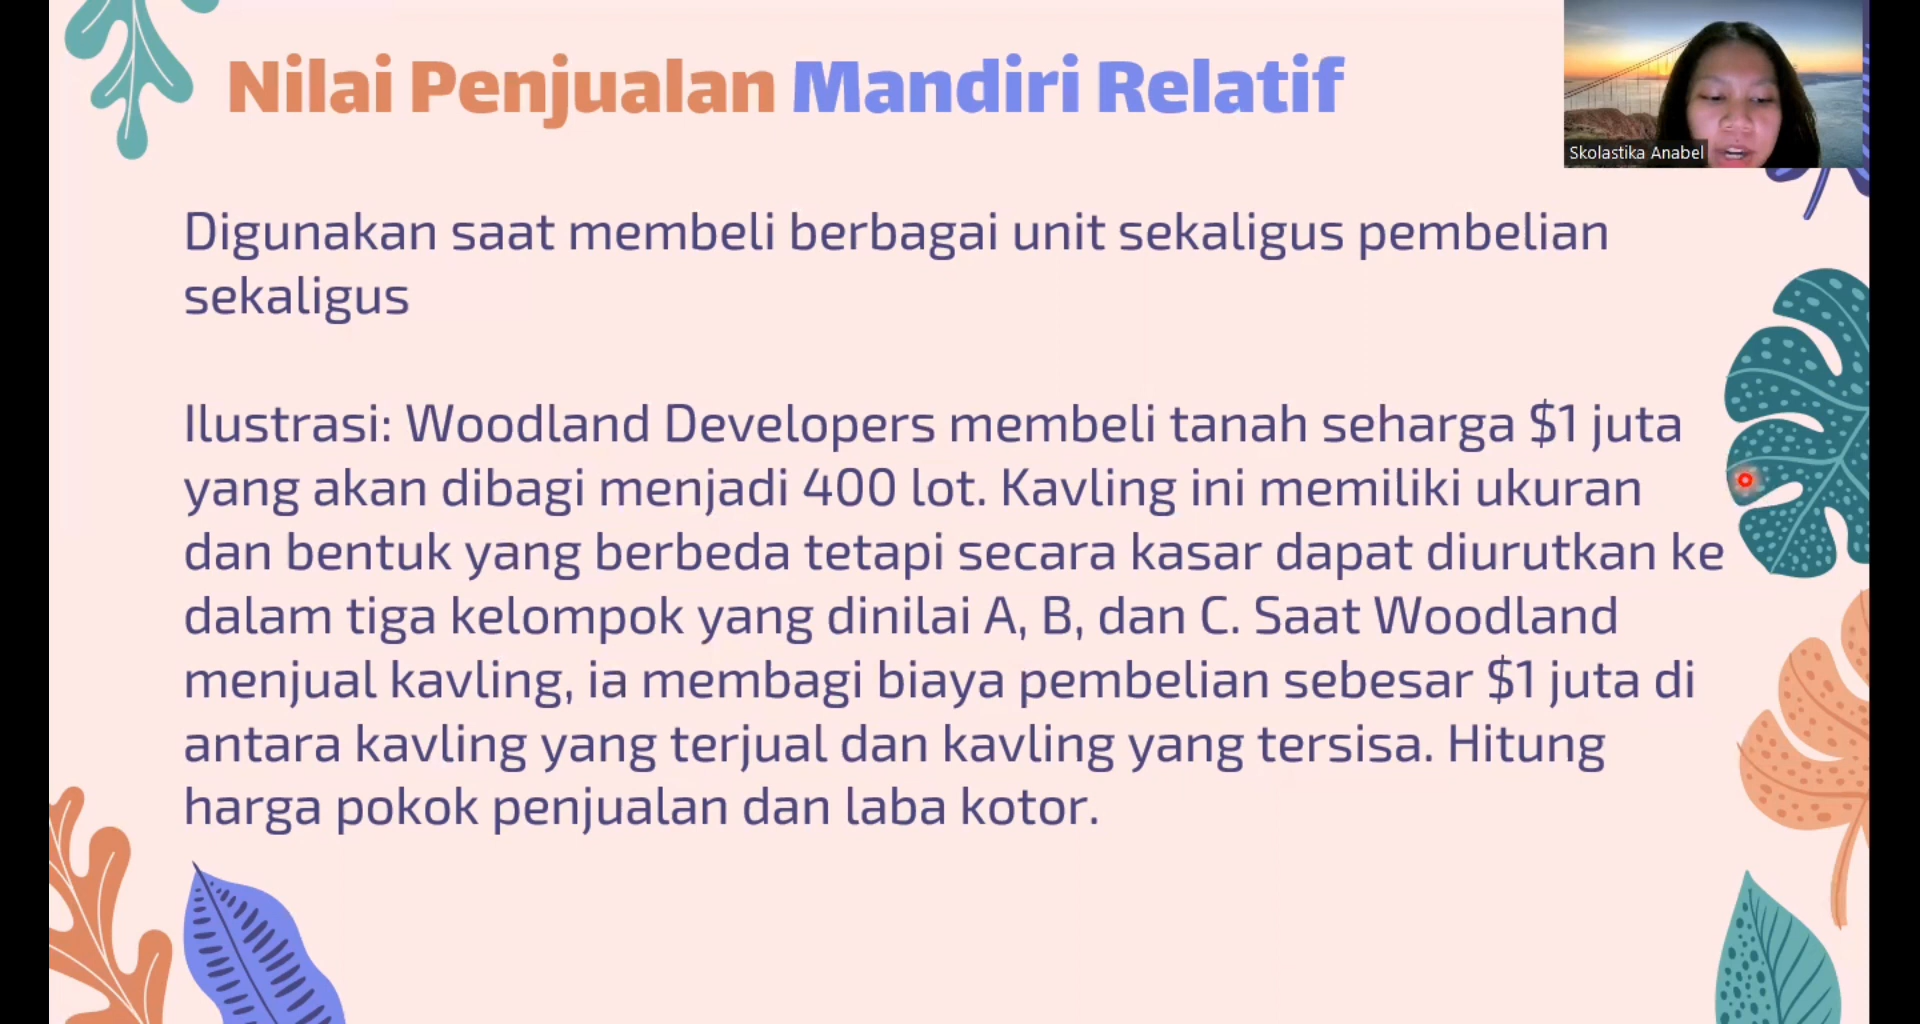 Nilai Penjualan Mandiri Relatif
Skolastika Anabel
Digunakan saat membeli berbagai unit sekaligus pembelian
sekaligus
Ilustrasi: Woodland Developers membeli tanah seharga $1 juta
yang akan dibagi menjadi 400 lot. Kavling ini memiliki ukuran
dan bentuk yang berbeda tetapi secara kasar dapat diurutkan ke
dalam tiga kelompok yang dinilai A, B, dan C. Saat Woodland
menjual kavling, ia membagi biaya pembelian sebesar $1 juta di
antara kavling yang terjual dan kavling yang tersisa. Hitung
harga pokok penjualan dan laba kotor.